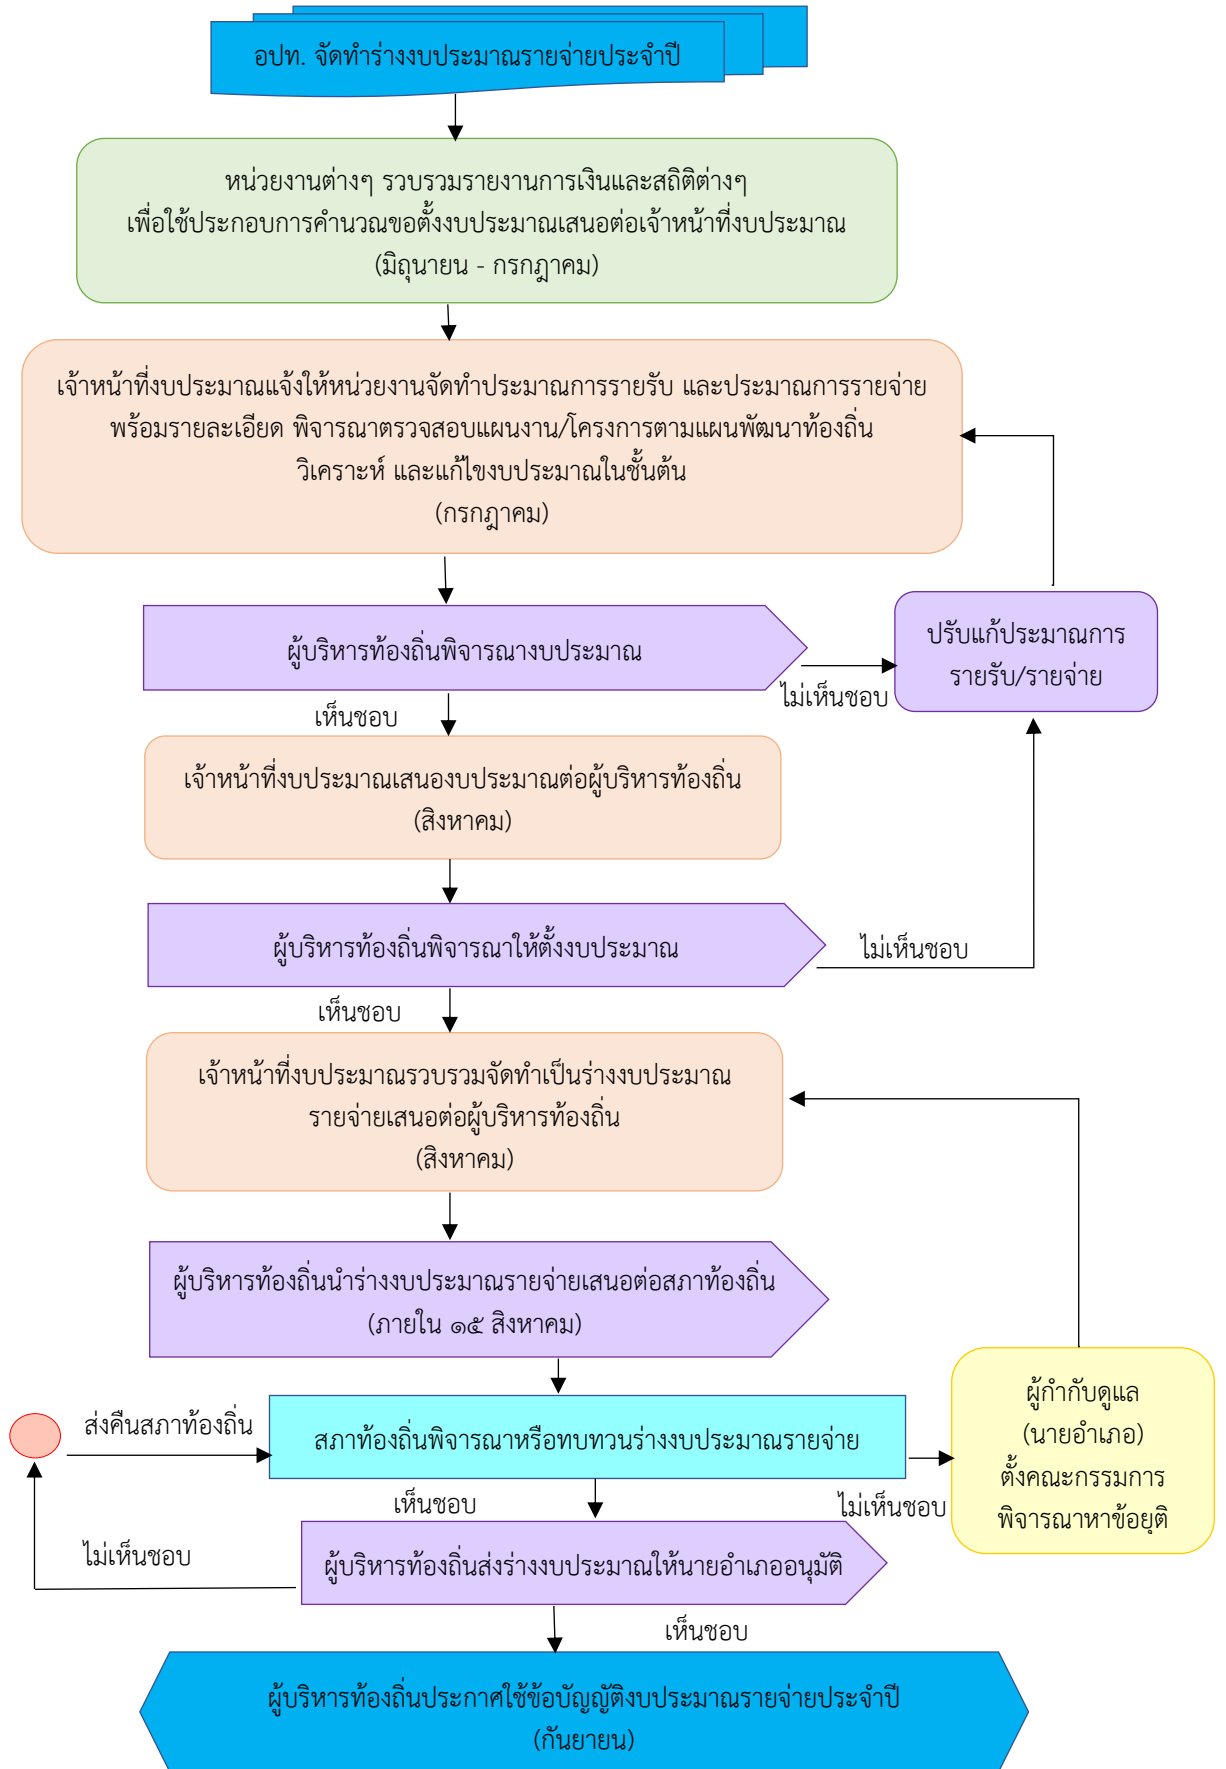 อปท. จัดทำร่างงบประมาณรายจ่ายประจำปี
หน่วยงานต่างๆ รวบรวมรายงานการเงินและสถิติต่างๆ
เพื่อใช้ประกอบการคำนวณขอตั้งงบประมาณเสนอต่อเจ้าหน้าที่งบประมาณ
(มิถุนายน - กรกฎาคม)
เจ้าหน้าที่งบประมาณแจ้งให้หน่วยงานจัดทำประมาณการรายรับ และประมาณการรายจ่าย
พร้อมรายละเอียด พิจารณาตรวจสอบแผนงาน/โครงการตามแผนพัฒนาท้องถิ่น
วิเคราะห์ และแก้ไขงบประมาณในชั้นต้น
(กรกฎาคม)
ผู้บริหารท้องถิ่นพิจารณางบประมาณ
ไม่เห็นชอบ
ปรับแก้ประมาณการ
รายรับ/รายจ่าย
เห็นชอบ
เจ้าหน้าที่งบประมาณเสนองบประมาณต่อผู้บริหารท้องถิ่น
(สิงหาคม)
ผู้บริหารท้องถิ่นพิจารณาให้ตั้งงบประมาณ
ไม่เห็นชอบ
เห็นชอบ
เจ้าหน้าที่งบประมาณรวบรวมจัดทำเป็นร่างงบประมาณ
รายจ่ายเสนอต่อผู้บริหารท้องถิ่น
(สิงหาคม)
ผู้บริหารท้องถิ่นนำร่างงบประมาณรายจ่ายเสนอต่อสภาท้องถิ่น
(ภายใน ๑๕ สิงหาคม)
ส่งคืนสภาท้องถิ่น
สภาท้องถิ่นพิจารณาหรือทบทวนร่างงบประมาณรายจ่าย
ผู้กำกับดูแล
(นายอำเภอ)
ตั้งคณะกรรมการ
พิจารณาหาข้อยุติ
เห็นชอบ
ไม่เห็นชอบ
ไม่เห็นชอบ
ผู้บริหารท้องถิ่นส่งร่างงบประมาณให้นายอำเภออนุมัติ
เห็นชอบ
ผู้บริหารท้องถิ่นประกาศใช้ข้อบัญญัติงบประมาณรายจ่ายประจำปี
(กันยายน)